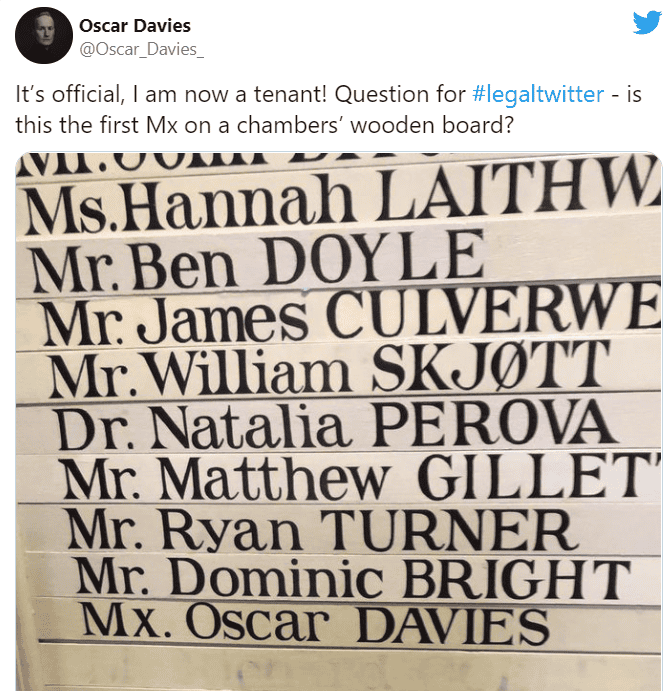 Oscar Davies
@Oscar_Davies_
It's official, I am now a tenant! Question for #legaltwitter - is
this the first Mx on a chambers' wooden board?
Ms.Hannah LAITHW
Mr. Ben DOYLE
Mr. James CULVERWE
Mr. William SKJØTT
Dr. Natalia PEROVA
Mr. Matthew GILLET
Mr. Ryan TURNER
Mr. Dominic BRIGHT
Mx. Oscar DAVIES